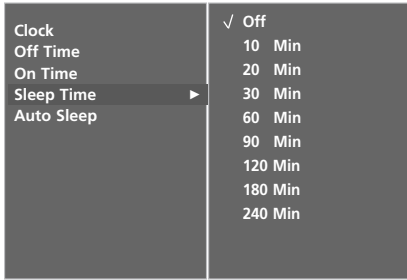 Clock
Off Time
On Time
Sleep Time ►
Auto Sleep
√ Off
10 Min
20 Min
30 Min
60 Min
90 Min
120 Min
180 Min
240 Min